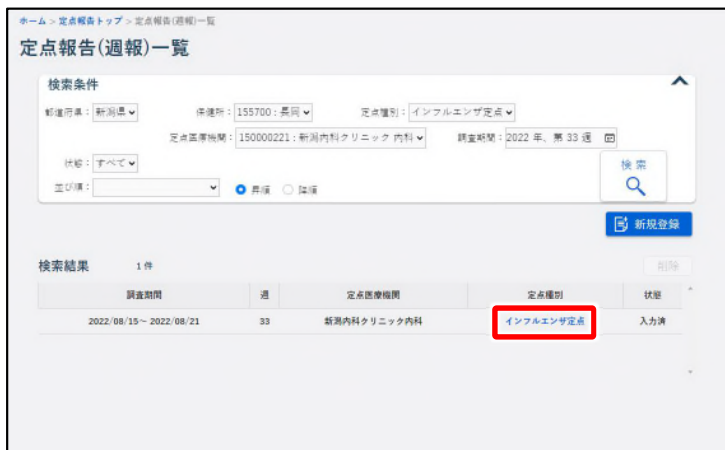 ホーム > 定点報告トップ > 定点報告(週報)一覧
定点報告(週報)一覧
検索条件
都道府県： 新潟県 保健所： 155700：長岡 定点種別： インフルエンザ定点
定点医療機関： 150000221：新潟内科クリニック 内科 調査期間： 2022 年、第 33 週
状態： すべて 検索
並び順： 昇順 降順
新規登録
検索結果 1 件 削除
調査期間 週 定点医療機関 定点種別 状態
2022/08/15～ 2022/08/21 33 新潟内科クリニック内科 インフルエンザ定点 入力済